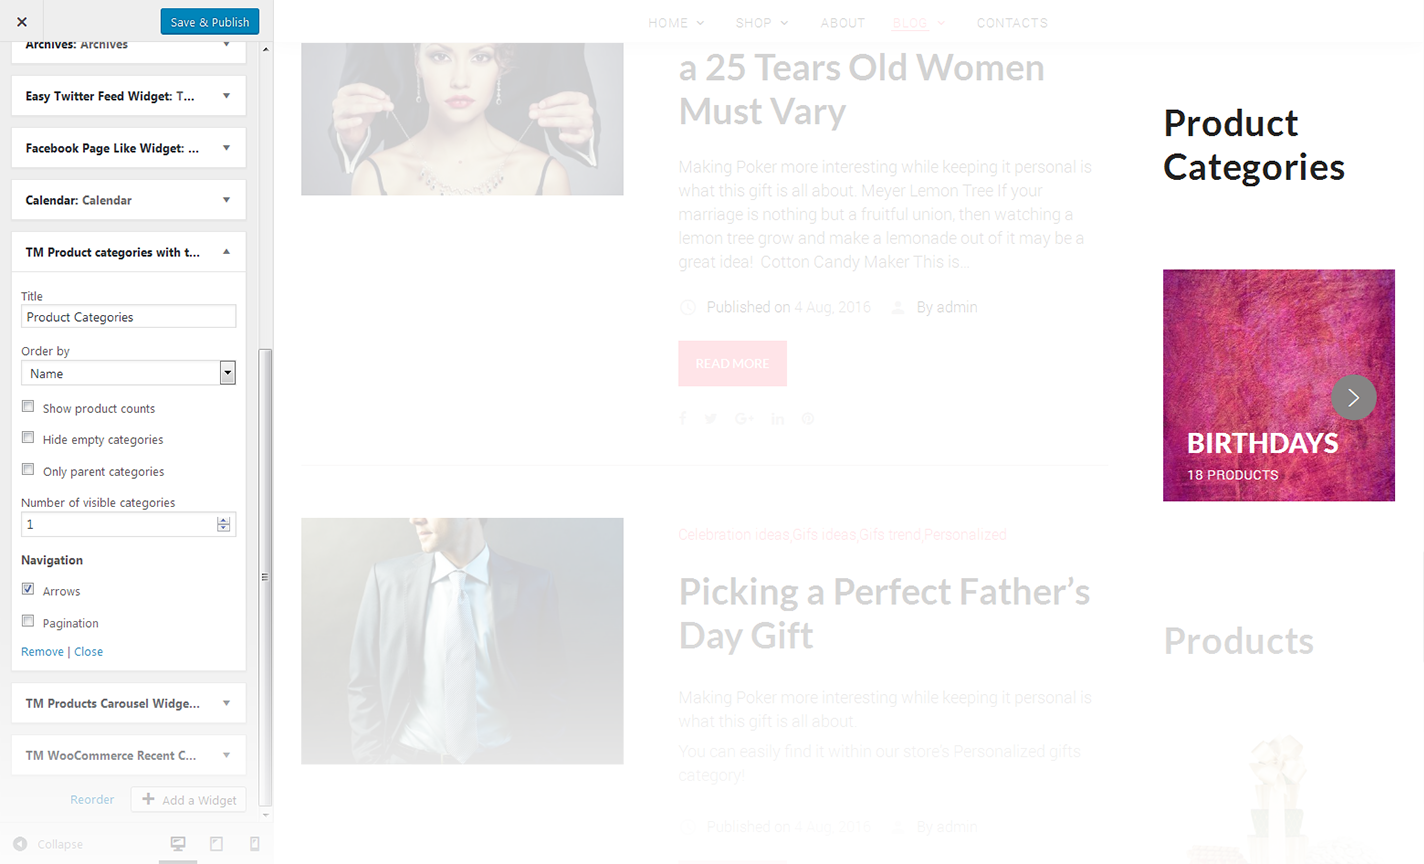 Save & Publish
Archives: Archives
Easy Twitter Feed Widget: T...
Facebook Page Like Widget: ...
Calendar: Calendar
TM Product categories with t...
Title
Product Categories
Order by
Name
Show product counts
Hide empty categories
Only parent categories
Number of visible categories
1
Navigation
Arrows
Pagination
Remove | Close
TM Products Carousel Widge...
TM WooCommerce Recent C...
Reorder
Add a Widget
Collapse
HOME
SHOP
ABOUT
BLOG
CONTACTS
a 25 Tears Old Women
Must Vary
Making Poker more interesting while keeping it personal is
what this gift is all about. Meyer Lemon Tree If your
marriage is nothing but a fruitful union, then watching a
lemon tree grow and make a lemonade out of it may be a
great idea!  Cotton Candy Maker This is...
Published on 4 Aug, 2016 By admin
READ MORE
Celebration Ideas,Gifs ideas,Gifs trend,Personalized
Picking a Perfect Father's
Day Gift
Making Poker more interesting while keeping it personal is
what this gift is all about.
You can easily find it within our store's Personalized gifts
category!
Published on 4 Aug, 2016 By admin
Product
Categories
BIRTHDAYS
18 PRODUCTS
Products